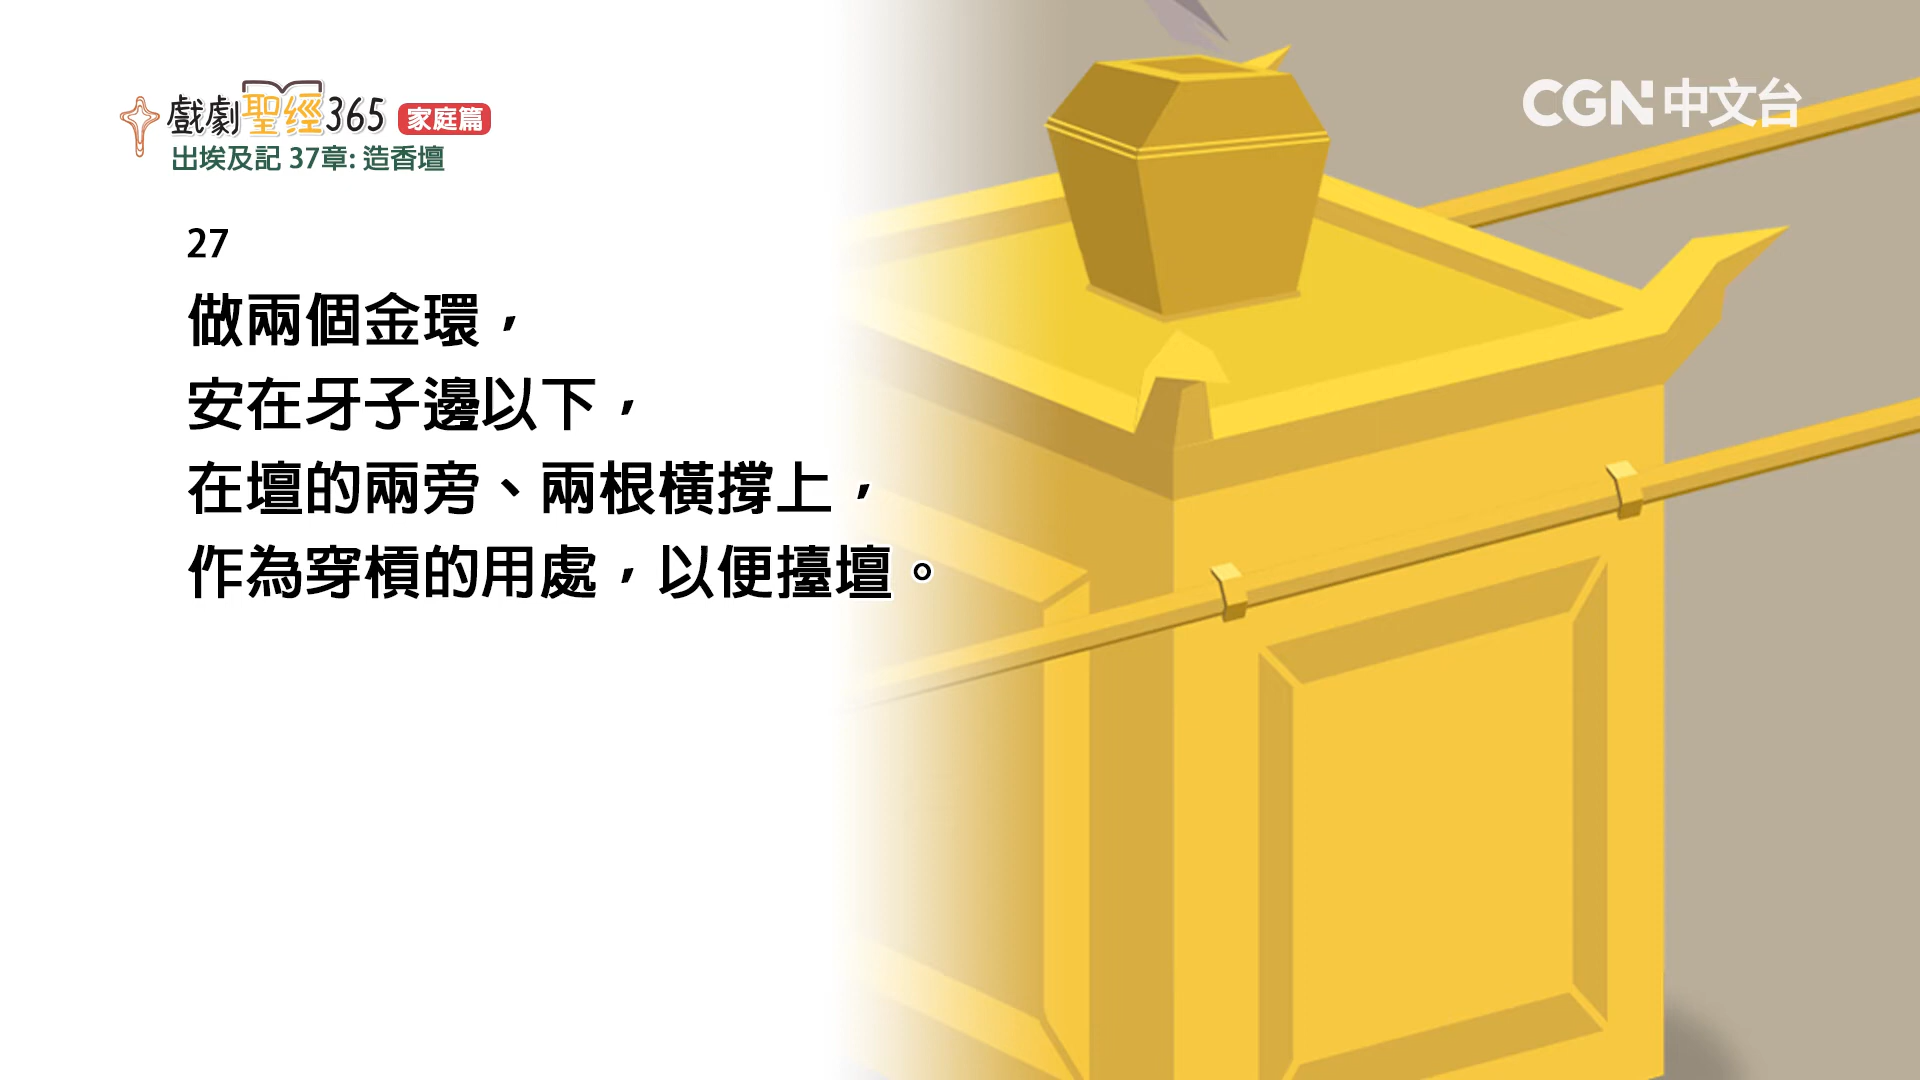 戲劇聖經365 家庭篇
CGN 中文台
出埃及記 37章: 造香壇
27
做兩個金環，
安在牙子邊以下，
在壇的兩旁、兩根橫撐上，
作為穿槓的用處，以便擡壇。